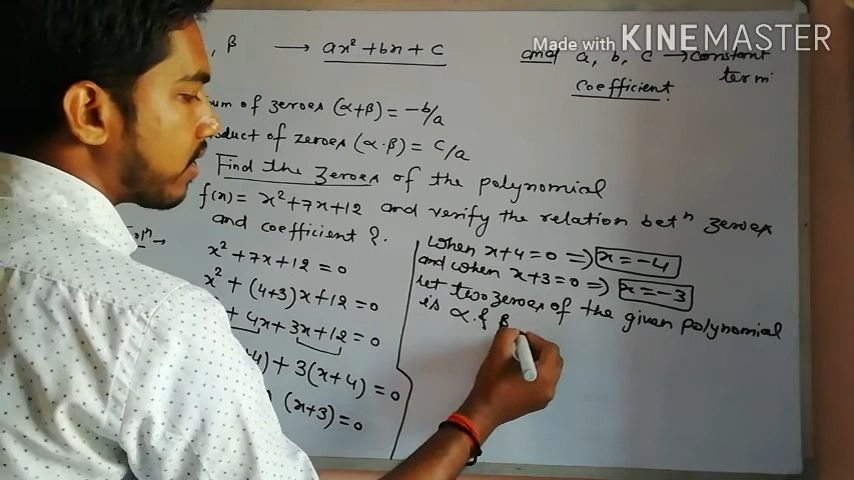 , β → ax² + bx + c
and a, b, c → constant term
coefficient.
um of zeroes (α+β) = -b/a
oduct of zeroes (α·β) = c/a
Find the zeroes of the polynomial
f(x) = x²+7x+12 and verify the relation betⁿ zeroes
and coefficient ?
Solⁿ →
x² + 7x + 12 = 0
x² + (4+3)x + 12 = 0
+ 4x + 3x + 12 = 0
4) + 3(x+4) = 0
(x+3) = 0
When x+4=0 => x = -4
and when x+3=0 => x = -3
let two zeroes of the given polynomial
is α & β
Made with KINEMASTER